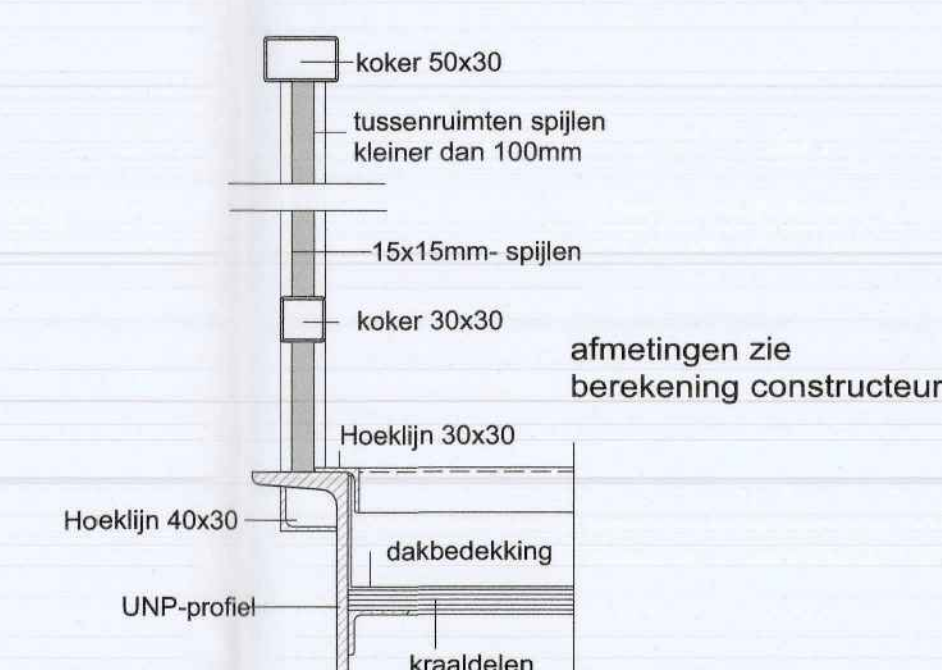 koker 50x30
tussenruimten spijlen
kleiner dan 100mm
15x15mm- spijlen
koker 30x30
afmetingen zie
berekening constructeur
Hoeklijn 30x30
Hoeklijn 40x30
dakbedekking
UNP-profiel
kraaldelen